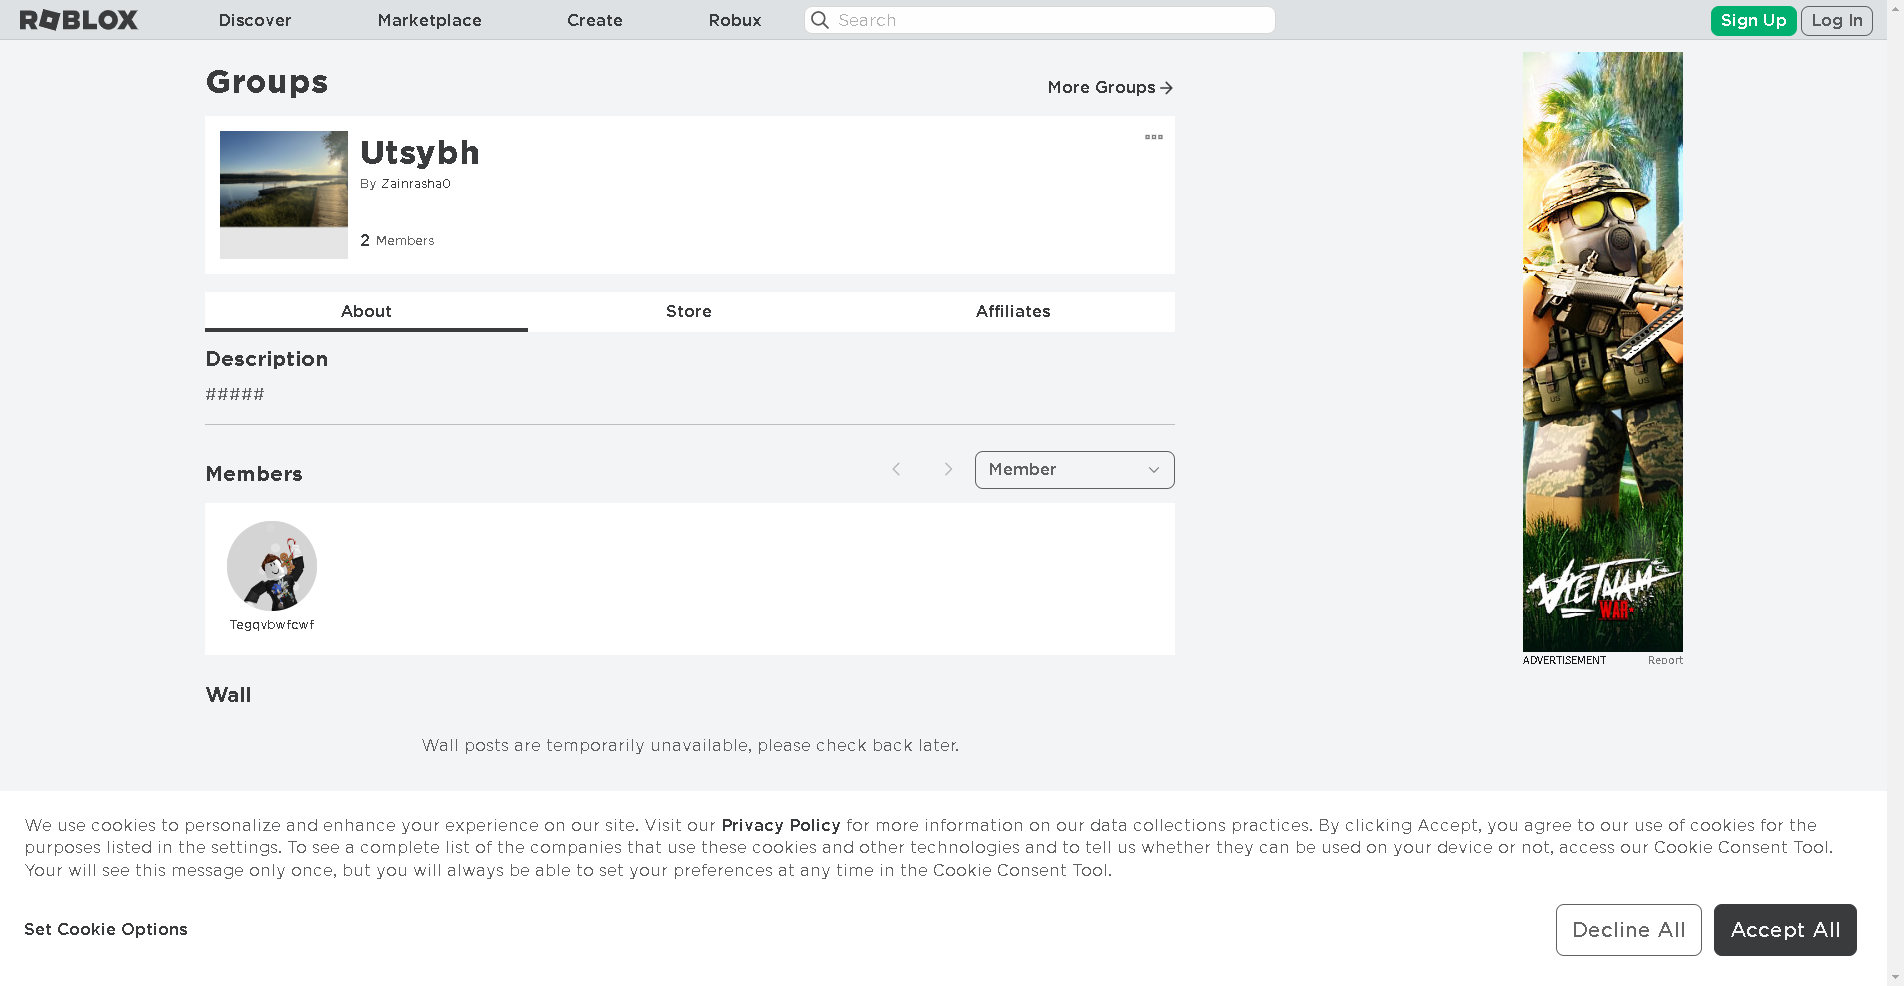 ROBLOX Discover Marketplace Create Robux Search Sign Up Log In
Groups
More Groups
Utsybh
By Zainrasha0
2 Members
About Store Affiliates
Description
#####
Members
Member
Tegqvbwfcwf
US
US
VIETNAM
WAR
ADVERTISEMENT Report
Wall
Wall posts are temporarily unavailable, please check back later.
We use cookies to personalize and enhance your experience on our site. Visit our Privacy Policy for more information on our data collections practices. By clicking Accept, you agree to our use of cookies for the
purposes listed in the settings. To see a complete list of the companies that use these cookies and other technologies and to tell us whether they can be used on your device or not, access our Cookie Consent Tool.
Your will see this message only once, but you will always be able to set your preferences at any time in the Cookie Consent Tool.
Set Cookie Options
Decline All
Accept All